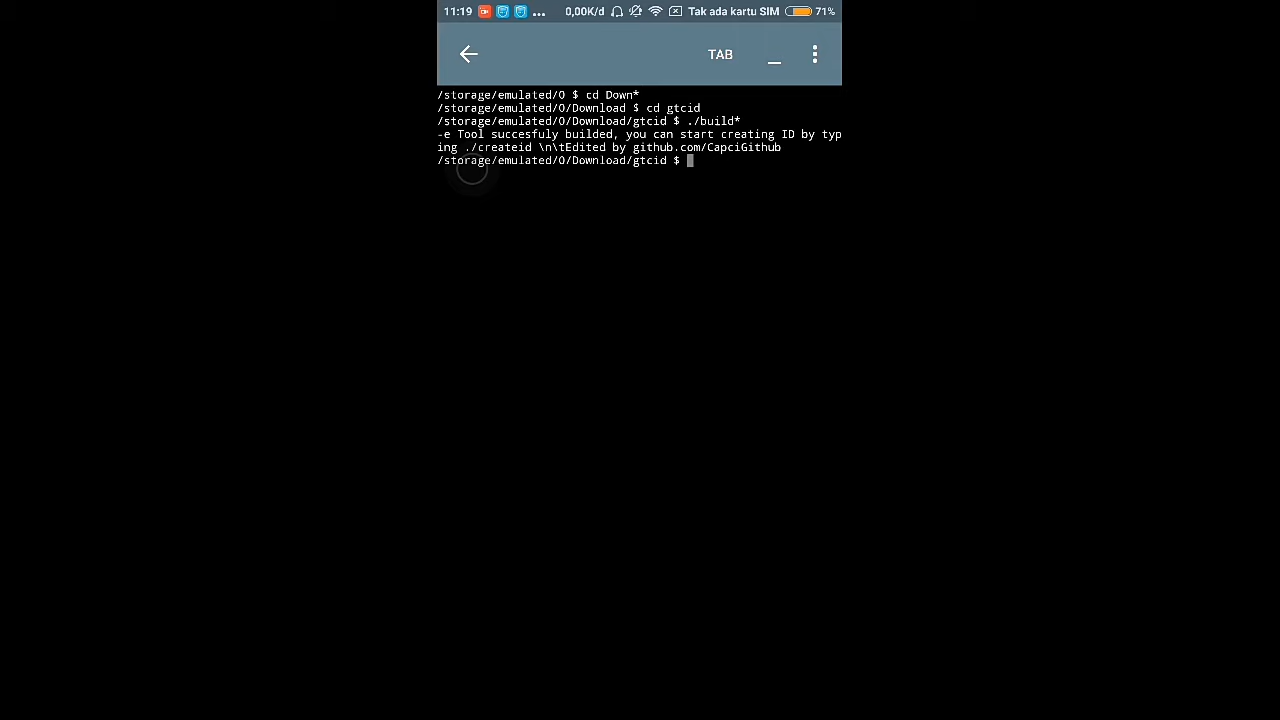 11:19 ... 0,00K/d Tak ada kartu SIM 71%
TAB
/storage/emulated/0 $ cd Down*
/storage/emulated/0/Download $ cd gtcid
/storage/emulated/0/Download/gtcid $ ./build*
-e Tool succesfuly builded, you can start creating ID by typ
ing ./createid \n\tEdited by github.com/CapciGithub
/storage/emulated/0/Download/gtcid $